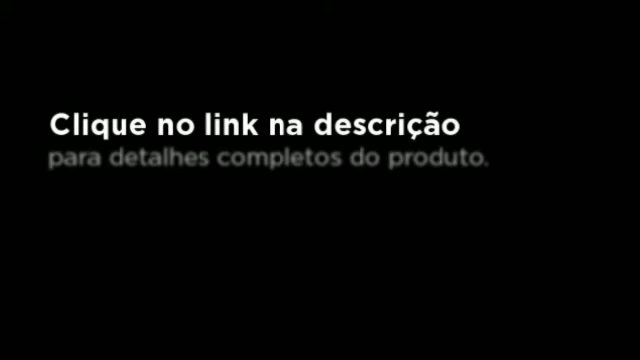 Clique no link na descrição
para detalhes completos do produto.